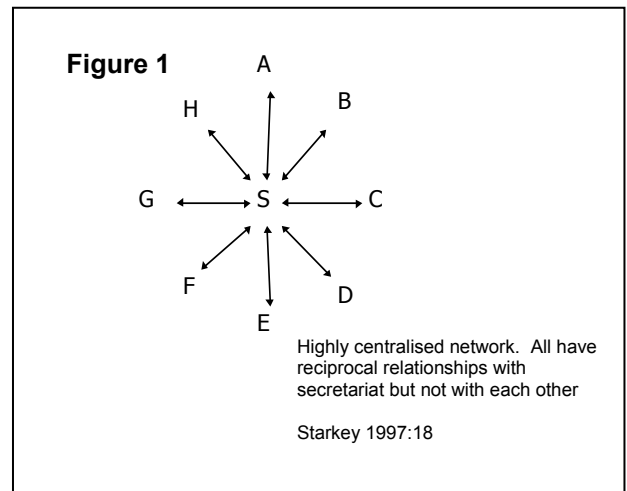 Figure 1
A
B
H
G
S
C
F
D
E
Highly centralised network. All have
reciprocal relationships with
secretariat but not with each other
Starkey 1997:18